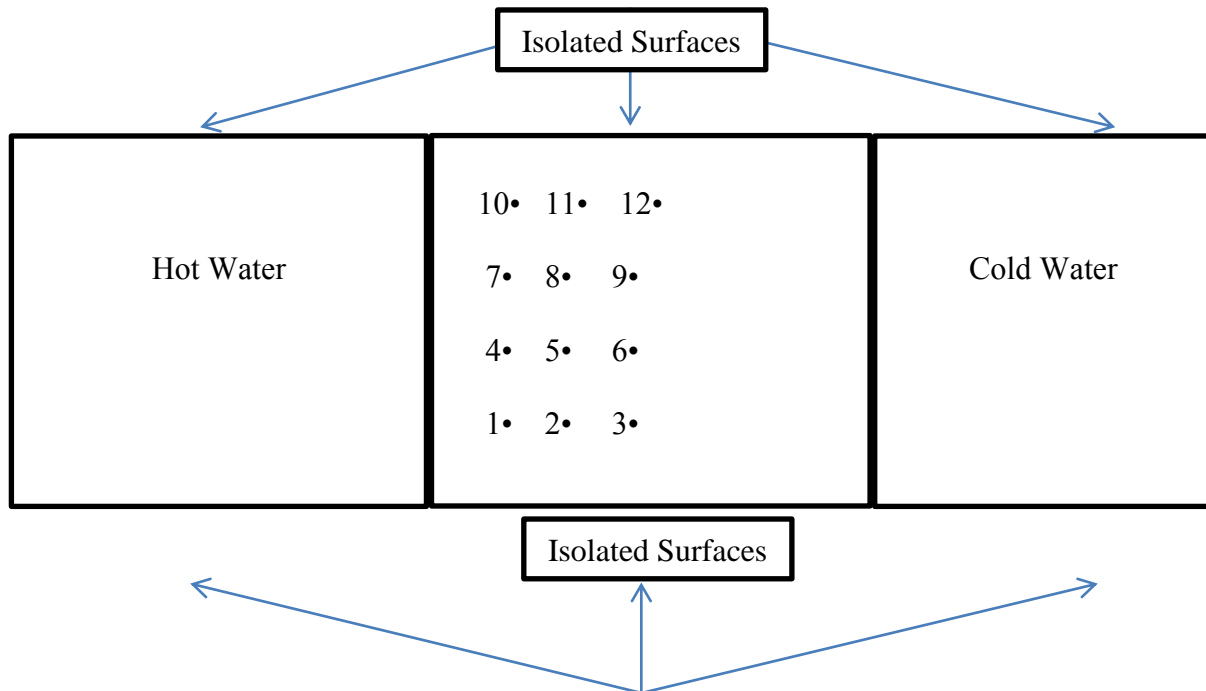 Isolated Surfaces
10• 11• 12•
Hot Water
7• 8• 9•
Cold Water
4• 5• 6•
1• 2• 3•
Isolated Surfaces